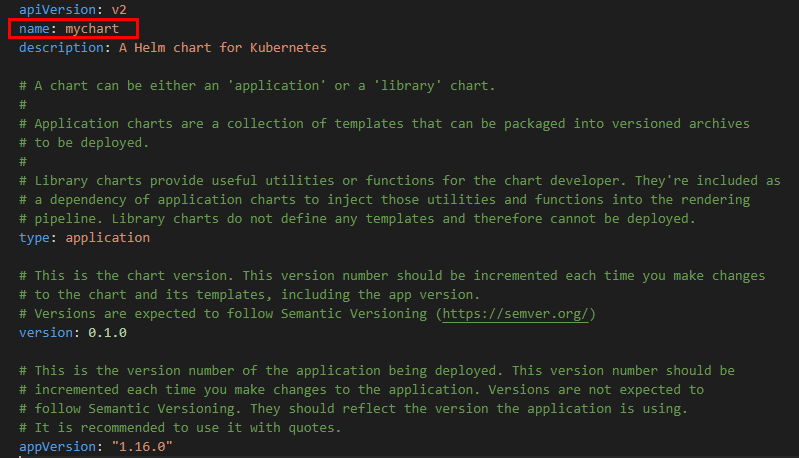 apiVersion: v2
name: mychart
description: A Helm chart for Kubernetes
# A chart can be either an 'application' or a 'library' chart.
#
# Application charts are a collection of templates that can be packaged into versioned archives
# to be deployed.
#
# Library charts provide useful utilities or functions for the chart developer. They're included as
# a dependency of application charts to inject those utilities and functions into the rendering
# pipeline. Library charts do not define any templates and therefore cannot be deployed.
type: application
# This is the chart version. This version number should be incremented each time you make changes
# to the chart and its templates, including the app version.
# Versions are expected to follow Semantic Versioning (https://semver.org/)
version: 0.1.0
# This is the version number of the application being deployed. This version number should be
# incremented each time you make changes to the application. Versions are not expected to
# follow Semantic Versioning. They should reflect the version the application is using.
# It is recommended to use it with quotes.
appVersion: "1.16.0"